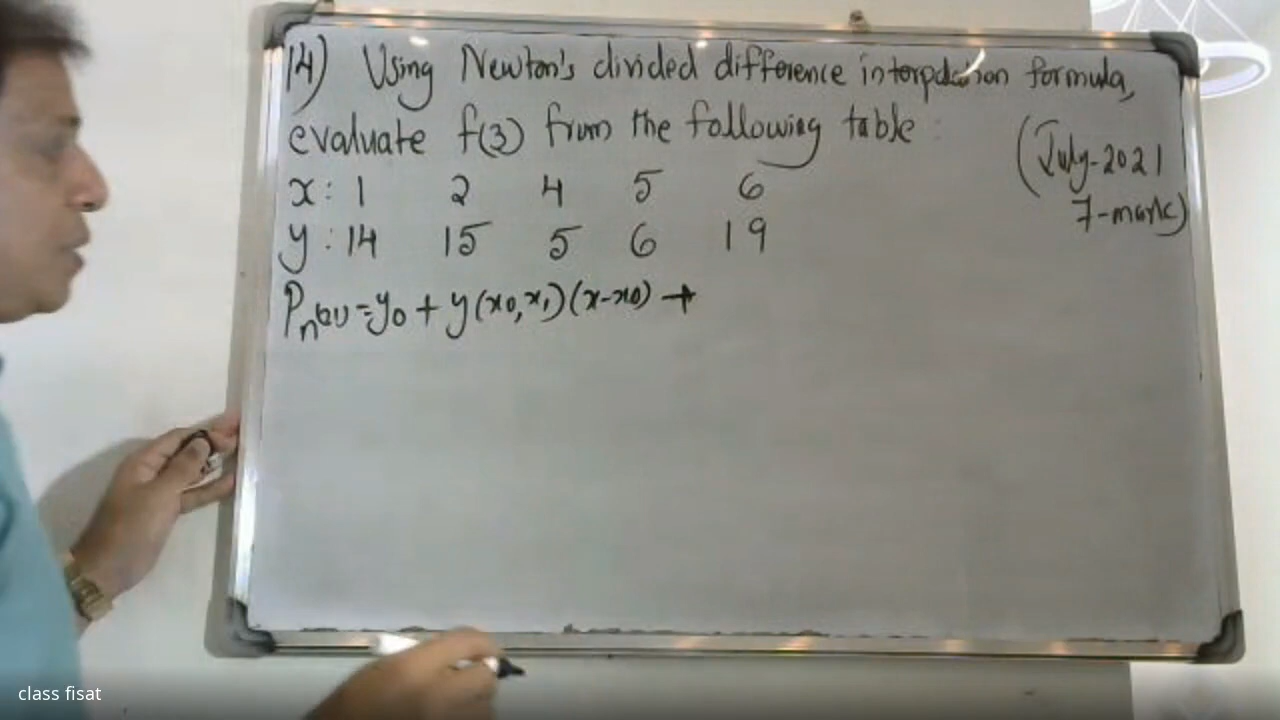 14) Using Newton's divided difference interpolation formula,
evaluate f(3) from the following table :
(July-2021
7-mark)
x: 1 2 4 5 6
y: 14 15 5 6 19
Pn(x) = y0 + y(x0, x1)(x-x0) +
class fisat